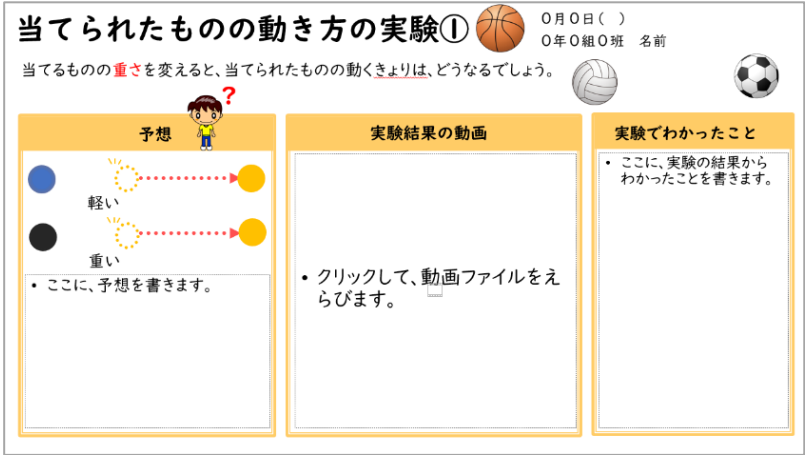 当てられたものの動き方の実験①
０月０日（　）
０年０組０班　名前
当てるものの重さを変えると、当てられたものの動くきょりは、どうなるでしょう。
?
予想
軽い
重い
• ここに、予想を書きます。
実験結果の動画
• クリックして、動画ファイルをえ
らびます。
実験でわかったこと
• ここに、実験の結果から
わかったことを書きます。